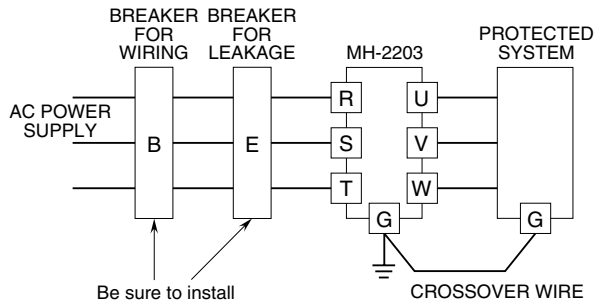 BREAKER
FOR
WIRING
BREAKER
FOR
LEAKAGE
MH-2203
PROTECTED
SYSTEM
AC POWER
SUPPLY
B
E
R
S
T
U
V
W
G
G
Be sure to install
CROSSOVER WIRE